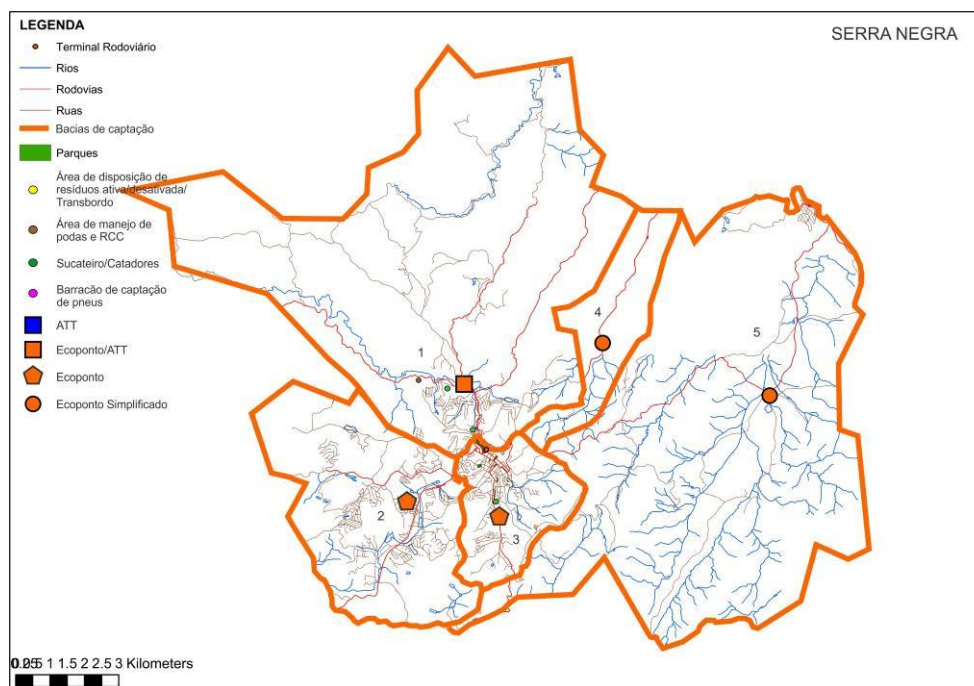 LEGENDA
SERRA NEGRA
Terminal Rodoviário
Rios
Rodovias
Ruas
Bacias de captação
Parques
Área de disposição de
resíduos ativa/desativada/
Transbordo
Área de manejo de
podas e RCC
Sucateiro/Catadores
Barracão de captação
de pneus
ATT
Ecoponto/ATT
Ecoponto
Ecoponto Simplificado
1
4
5
2
3
1 1.5 2 2.5 3 Kilometers